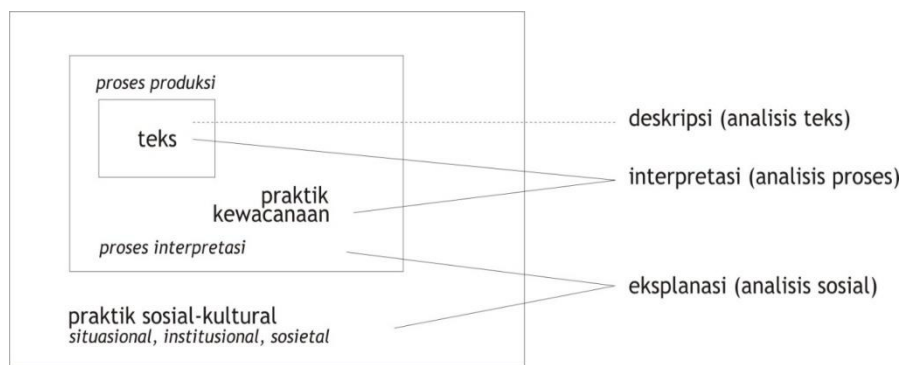 proses produksi
teks
praktik
kewacanaan
proses interpretasi
praktik sosial-kultural
situasional, institusional, sosietal
deskripsi (analisis teks)
interpretasi (analisis proses)
eksplanasi (analisis sosial)